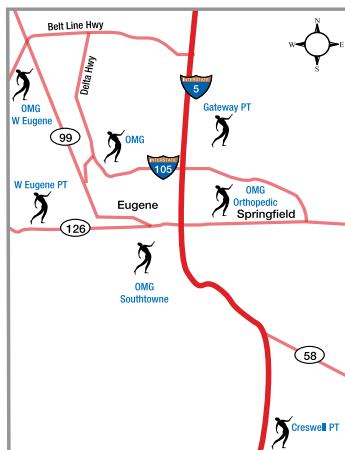 Belt Line Hwy
N
W E
S
Delta Hwy
INTERSTATE
5
OMG
W Eugene
Gateway PT
99
OMG
INTERSTATE
105
W Eugene PT
OMG
Orthopedic
Eugene
Springfield
126
OMG
Southtowne
58
Creswell PT